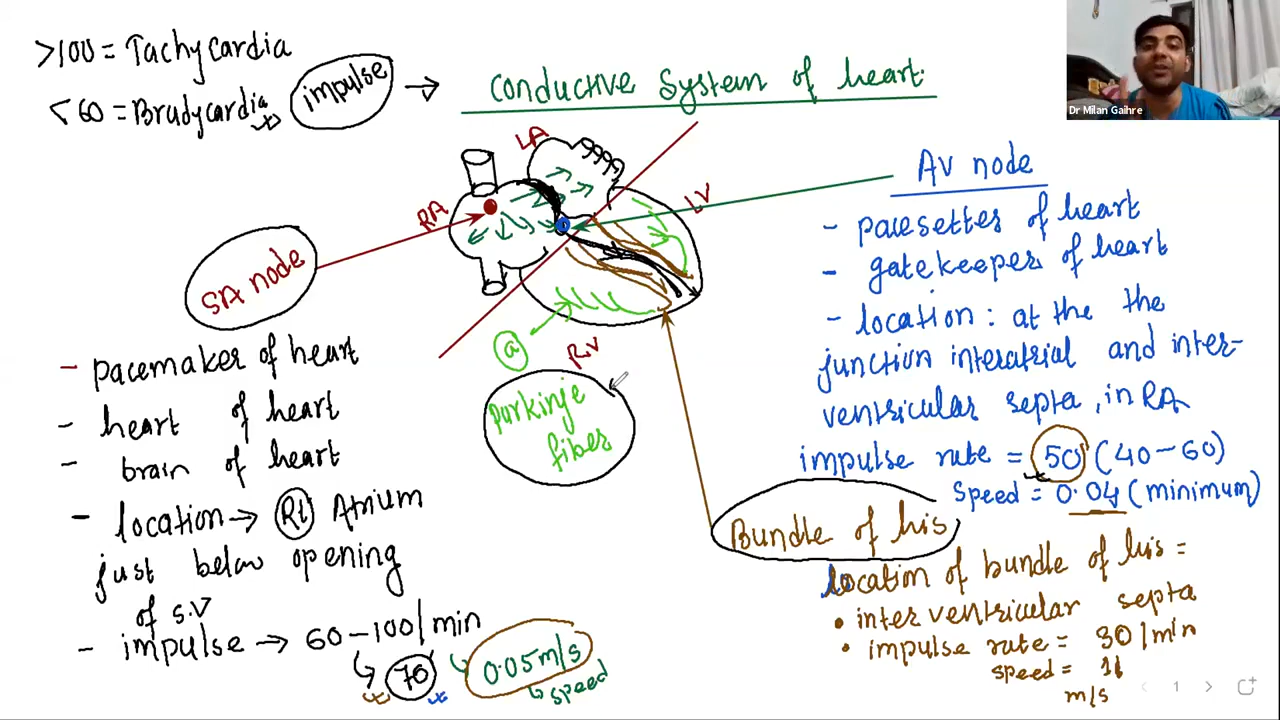 >100 = Tachycardia
<60 = Bradycardia
impulse →
conductive system of heart
Dr Milan Gaihre
LA
RA
LV
RV
SA node
- pacemaker of heart
- heart of heart
- brain of heart
- location → Rt Atrium
just below opening
of S.V
- impulse → 60-100/min
70
0.05m/s
speed
a
purkinje
fiber
AV node
- pacesettes of heart
- gatekeeper of heart
- location: at the the
junction interatrial and inter-
ventricular septa, in RA
impulse rate = 50 (40-60)
speed = 0.04 (minimum)
Bundle of his
location of bundle of his =
• interventricular septa
• impulse rate = 30/min
speed =
m/s
1